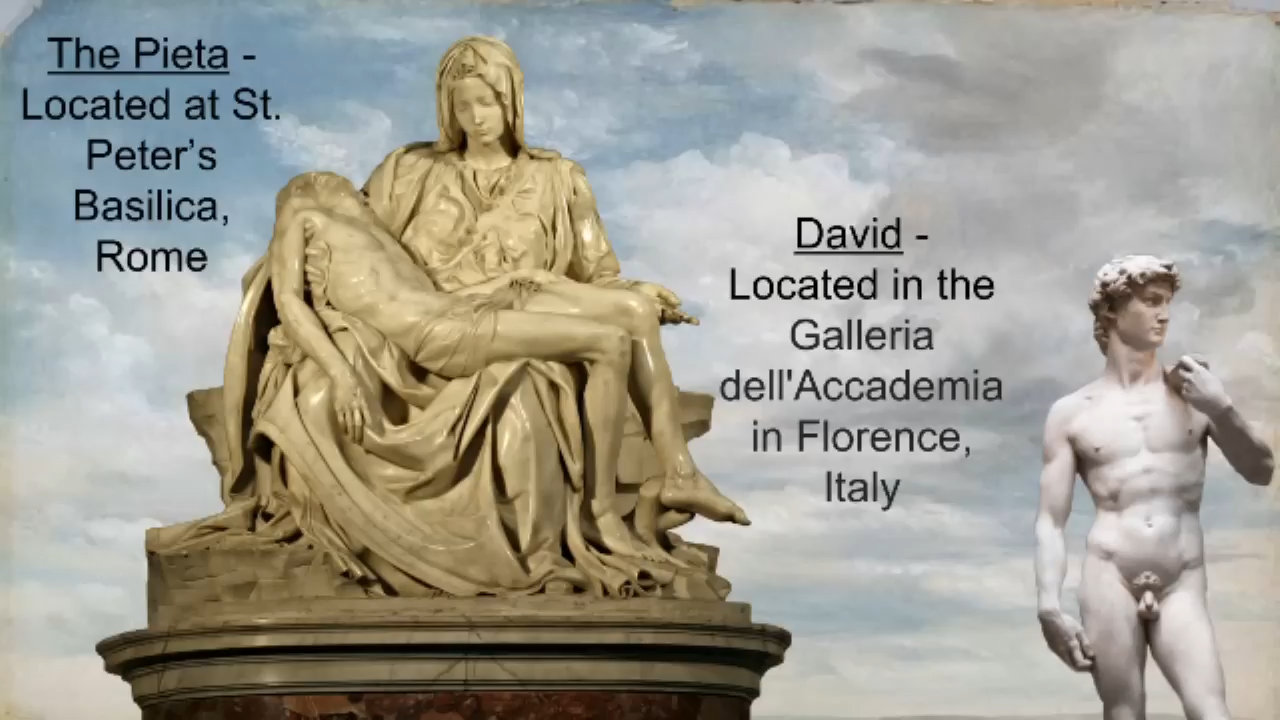 The Pieta -
Located at St.
Peter’s
Basilica,
Rome
David -
Located in the
Galleria
dell'Accademia
in Florence,
Italy